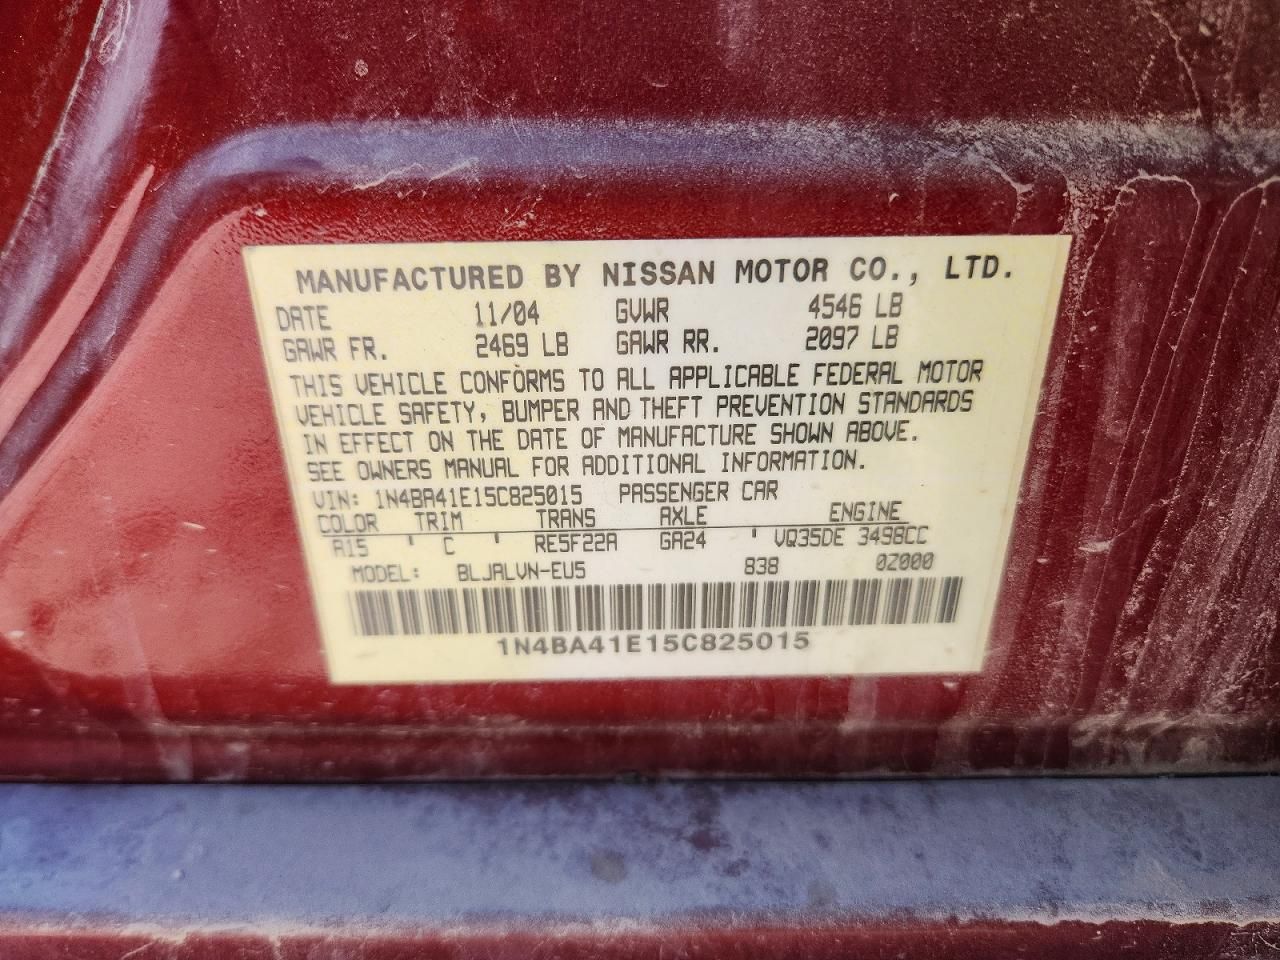 MANUFACTURED BY NISSAN MOTOR CO., LTD.
DATE 11/04 GVWR 4546 LB
GAWR FR. 2469 LB GAWR RR. 2097 LB
THIS VEHICLE CONFORMS TO ALL APPLICABLE FEDERAL MOTOR
VEHICLE SAFETY, BUMPER AND THEFT PREVENTION STANDARDS
IN EFFECT ON THE DATE OF MANUFACTURE SHOWN ABOVE.
SEE OWNERS MANUAL FOR ADDITIONAL INFORMATION.
VIN: 1N4BA41E15C825015 PASSENGER CAR
COLOR TRIM TRANS AXLE ENGINE
A15 ' C ' RE5F22A GA24 ' VQ35DE 3498CC
MODEL: BLJALVN-EU5 838 0Z000
1N4BA41E15C825015